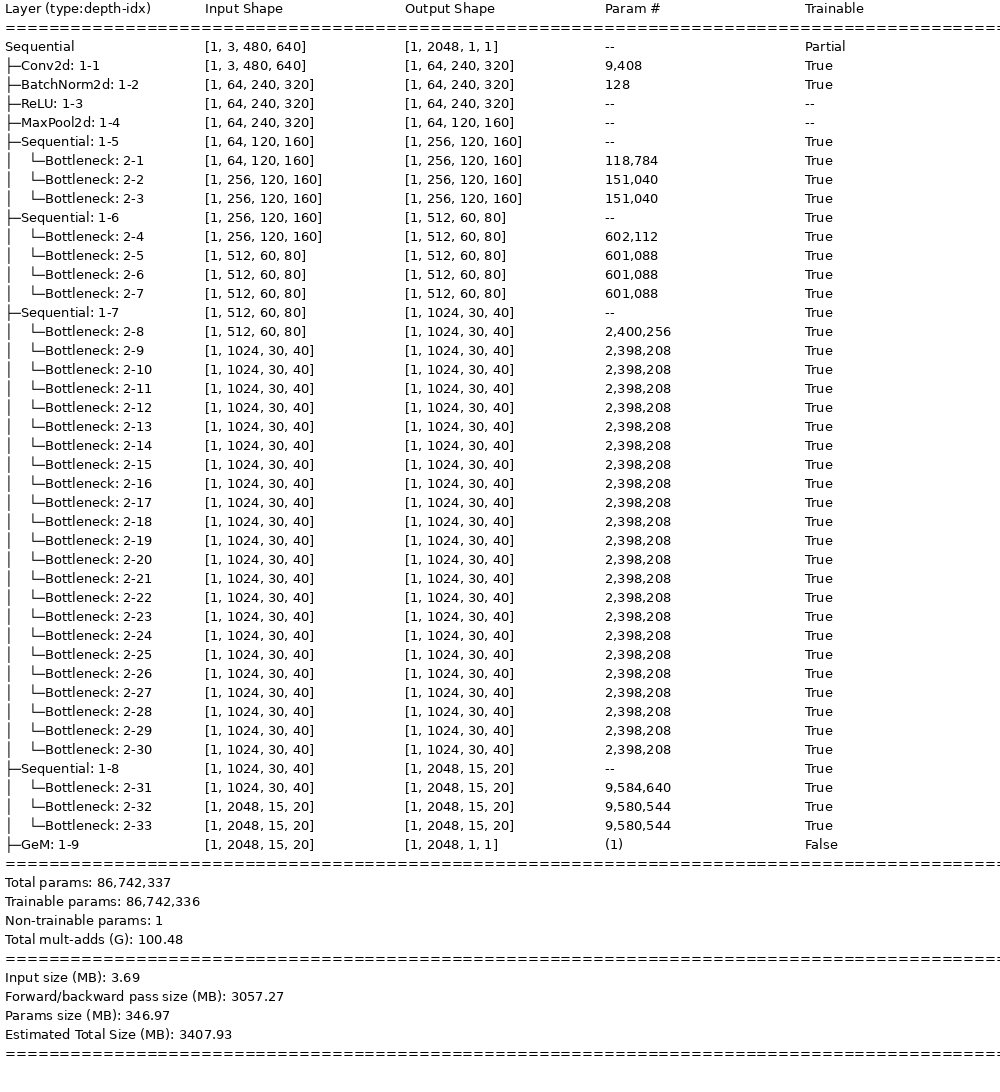 Layer (type:depth-idx) Input Shape Output Shape Param # Trainable
====================================================================================================
Sequential [1, 3, 480, 640] [1, 2048, 1, 1] -- Partial
├─Conv2d: 1-1 [1, 3, 480, 640] [1, 64, 240, 320] 9,408 True
├─BatchNorm2d: 1-2 [1, 64, 240, 320] [1, 64, 240, 320] 128 True
├─ReLU: 1-3 [1, 64, 240, 320] [1, 64, 240, 320] -- --
├─MaxPool2d: 1-4 [1, 64, 240, 320] [1, 64, 120, 160] -- --
├─Sequential: 1-5 [1, 64, 120, 160] [1, 256, 120, 160] -- True
│ └─Bottleneck: 2-1 [1, 64, 120, 160] [1, 256, 120, 160] 118,784 True
│ └─Bottleneck: 2-2 [1, 256, 120, 160] [1, 256, 120, 160] 151,040 True
│ └─Bottleneck: 2-3 [1, 256, 120, 160] [1, 256, 120, 160] 151,040 True
├─Sequential: 1-6 [1, 256, 120, 160] [1, 512, 60, 80] -- True
│ └─Bottleneck: 2-4 [1, 256, 120, 160] [1, 512, 60, 80] 602,112 True
│ └─Bottleneck: 2-5 [1, 512, 60, 80] [1, 512, 60, 80] 601,088 True
│ └─Bottleneck: 2-6 [1, 512, 60, 80] [1, 512, 60, 80] 601,088 True
│ └─Bottleneck: 2-7 [1, 512, 60, 80] [1, 512, 60, 80] 601,088 True
├─Sequential: 1-7 [1, 512, 60, 80] [1, 1024, 30, 40] -- True
│ └─Bottleneck: 2-8 [1, 512, 60, 80] [1, 1024, 30, 40] 2,400,256 True
│ └─Bottleneck: 2-9 [1, 1024, 30, 40] [1, 1024, 30, 40] 2,398,208 True
│ └─Bottleneck: 2-10 [1, 1024, 30, 40] [1, 1024, 30, 40] 2,398,208 True
│ └─Bottleneck: 2-11 [1, 1024, 30, 40] [1, 1024, 30, 40] 2,398,208 True
│ └─Bottleneck: 2-12 [1, 1024, 30, 40] [1, 1024, 30, 40] 2,398,208 True
│ └─Bottleneck: 2-13 [1, 1024, 30, 40] [1, 1024, 30, 40] 2,398,208 True
│ └─Bottleneck: 2-14 [1, 1024, 30, 40] [1, 1024, 30, 40] 2,398,208 True
│ └─Bottleneck: 2-15 [1, 1024, 30, 40] [1, 1024, 30, 40] 2,398,208 True
│ └─Bottleneck: 2-16 [1, 1024, 30, 40] [1, 1024, 30, 40] 2,398,208 True
│ └─Bottleneck: 2-17 [1, 1024, 30, 40] [1, 1024, 30, 40] 2,398,208 True
│ └─Bottleneck: 2-18 [1, 1024, 30, 40] [1, 1024, 30, 40] 2,398,208 True
│ └─Bottleneck: 2-19 [1, 1024, 30, 40] [1, 1024, 30, 40] 2,398,208 True
│ └─Bottleneck: 2-20 [1, 1024, 30, 40] [1, 1024, 30, 40] 2,398,208 True
│ └─Bottleneck: 2-21 [1, 1024, 30, 40] [1, 1024, 30, 40] 2,398,208 True
│ └─Bottleneck: 2-22 [1, 1024, 30, 40] [1, 1024, 30, 40] 2,398,208 True
│ └─Bottleneck: 2-23 [1, 1024, 30, 40] [1, 1024, 30, 40] 2,398,208 True
│ └─Bottleneck: 2-24 [1, 1024, 30, 40] [1, 1024, 30, 40] 2,398,208 True
│ └─Bottleneck: 2-25 [1, 1024, 30, 40] [1, 1024, 30, 40] 2,398,208 True
│ └─Bottleneck: 2-26 [1, 1024, 30, 40] [1, 1024, 30, 40] 2,398,208 True
│ └─Bottleneck: 2-27 [1, 1024, 30, 40] [1, 1024, 30, 40] 2,398,208 True
│ └─Bottleneck: 2-28 [1, 1024, 30, 40] [1, 1024, 30, 40] 2,398,208 True
│ └─Bottleneck: 2-29 [1, 1024, 30, 40] [1, 1024, 30, 40] 2,398,208 True
│ └─Bottleneck: 2-30 [1, 1024, 30, 40] [1, 1024, 30, 40] 2,398,208 True
├─Sequential: 1-8 [1, 1024, 30, 40] [1, 2048, 15, 20] -- True
│ └─Bottleneck: 2-31 [1, 1024, 30, 40] [1, 2048, 15, 20] 9,584,640 True
│ └─Bottleneck: 2-32 [1, 2048, 15, 20] [1, 2048, 15, 20] 9,580,544 True
│ └─Bottleneck: 2-33 [1, 2048, 15, 20] [1, 2048, 15, 20] 9,580,544 True
├─GeM: 1-9 [1, 2048, 15, 20] [1, 2048, 1, 1] (1) False
====================================================================================================
Total params: 86,742,337
Trainable params: 86,742,336
Non-trainable params: 1
Total mult-adds (G): 100.48
====================================================================================================
Input size (MB): 3.69
Forward/backward pass size (MB): 3057.27
Params size (MB): 346.97
Estimated Total Size (MB): 3407.93
====================================================================================================